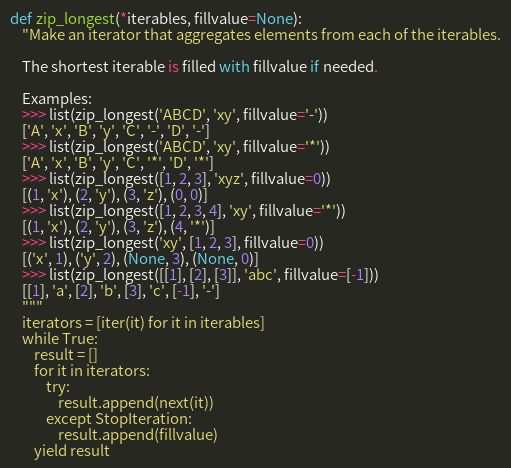 def zip_longest(*iterables, fillvalue=None):
"Make an iterator that aggregates elements from each of the iterables.
The shortest iterable is filled with fillvalue if needed.
Examples:
>>> list(zip_longest('ABCD', 'xy', fillvalue='-'))
['A', 'x', 'B', 'y', 'C', '-', 'D', '-']
>>> list(zip_longest('ABCD', 'xy', fillvalue='*'))
['A', 'x', 'B', 'y', 'C', '*', 'D', '*']
>>> list(zip_longest([1, 2, 3], 'xyz', fillvalue=0))
[(1, 'x'), (2, 'y'), (3, 'z'), (0, 0)]
>>> list(zip_longest([1, 2, 3, 4], 'xy', fillvalue='*'))
[(1, 'x'), (2, 'y'), (3, 'z'), (4, '*')]
>>> list(zip_longest('xy', [1, 2, 3], fillvalue=0))
[('x', 1), ('y', 2), (None, 3), (None, 0)]
>>> list(zip_longest([[1], [2], [3]], 'abc', fillvalue=[-1]))
[[1], 'a', [2], 'b', [3], 'c', [-1], '-']
"""
iterators = [iter(it) for it in iterables]
while True:
result = []
for it in iterators:
try:
result.append(next(it))
except StopIteration:
result.append(fillvalue)
yield result